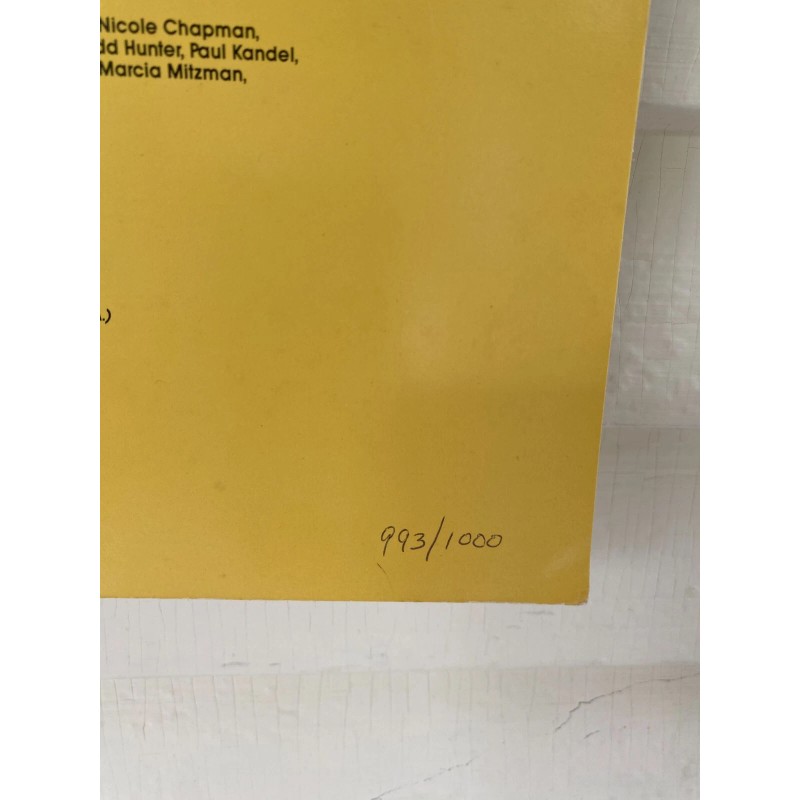 Nicole Chapman,
dd Hunter, Paul Kandel,
Marcia Mitzman,
.)
993/1000